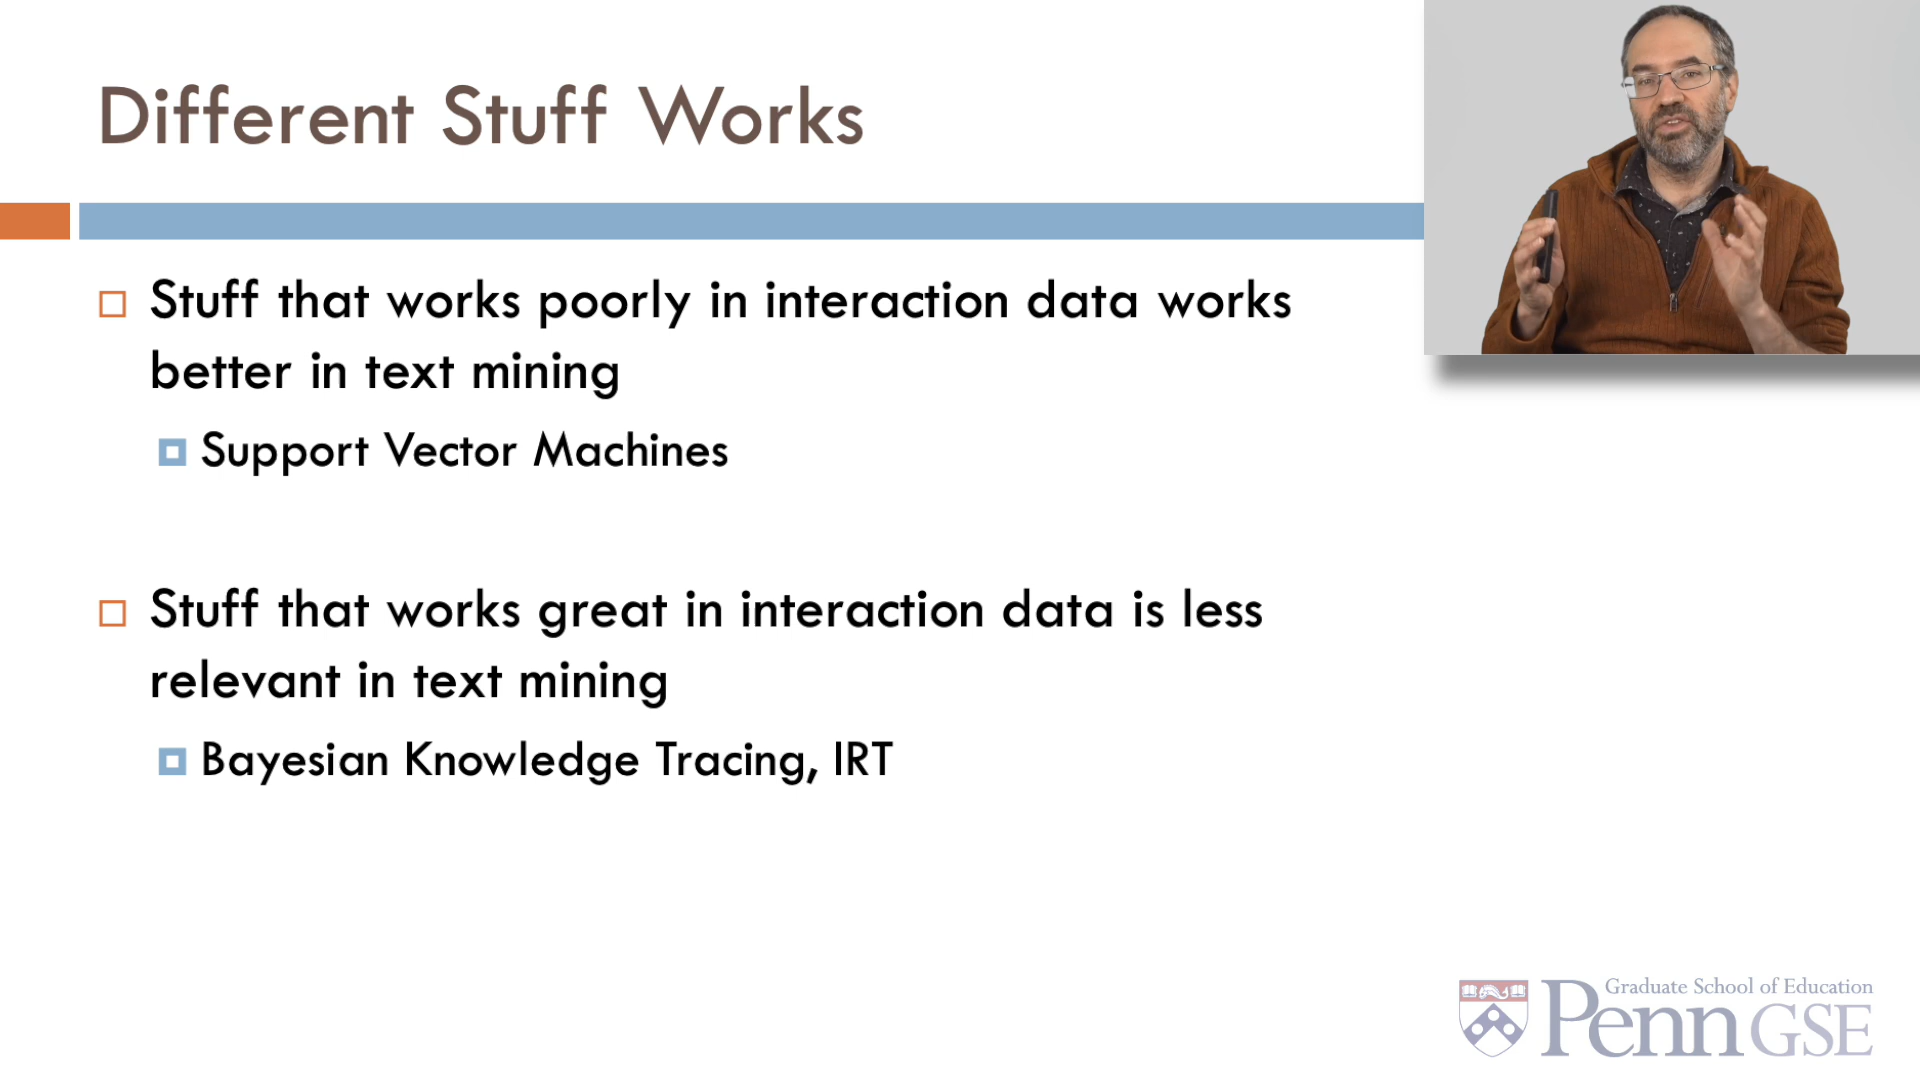 Different Stuff Works
Stuff that works poorly in interaction data works
better in text mining
Support Vector Machines
Stuff that works great in interaction data is less
relevant in text mining
Bayesian Knowledge Tracing, IRT
Graduate School of Education
Penn GSE